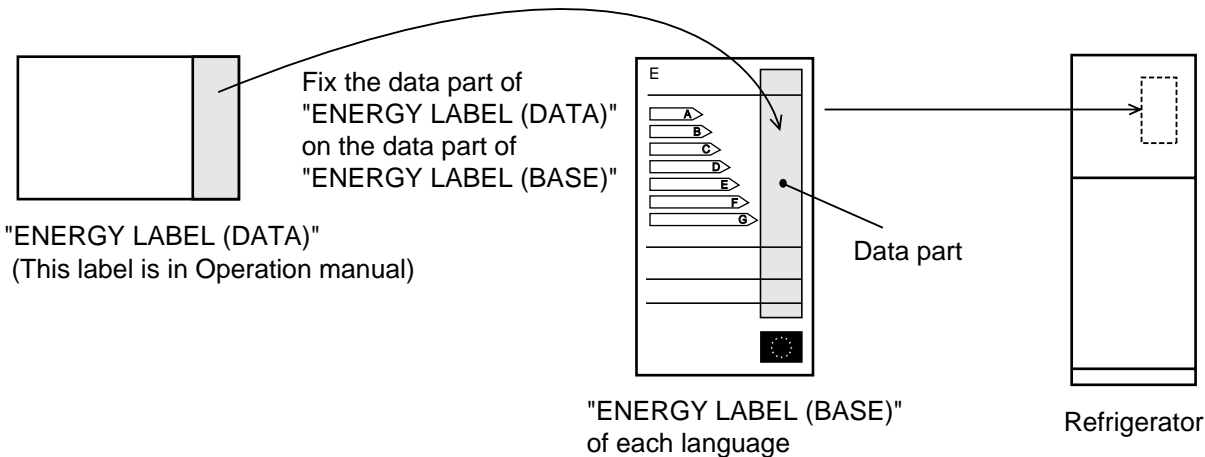 Fix the data part of
"ENERGY LABEL (DATA)"
on the data part of
"ENERGY LABEL (BASE)"
"ENERGY LABEL (DATA)"
(This label is in Operation manual)
E
A
B
C
D
E
F
G
Data part
"ENERGY LABEL (BASE)"
of each language
Refrigerator